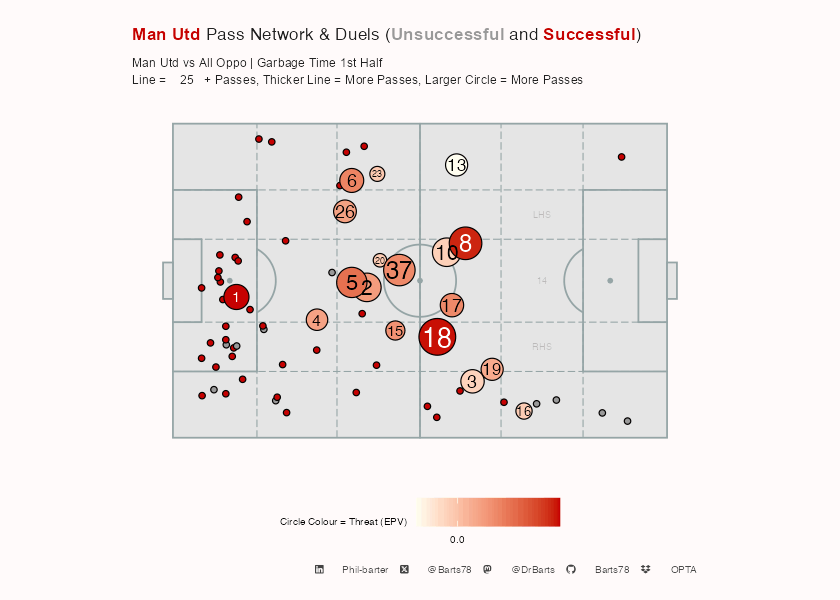 Man Utd Pass Network & Duels (Unsuccessful and Successful)
Man Utd vs All Oppo | Garbage Time 1st Half
Line = 25 + Passes, Thicker Line = More Passes, Larger Circle = More Passes
13
23
6
26
LHS
8
10
20
37
5
2
14
1
17
4
15
18
RHS
19
3
16
Circle Colour = Threat (EPV)
0.0
Phil-barter @Barts78 @DrBarts Barts78 OPTA